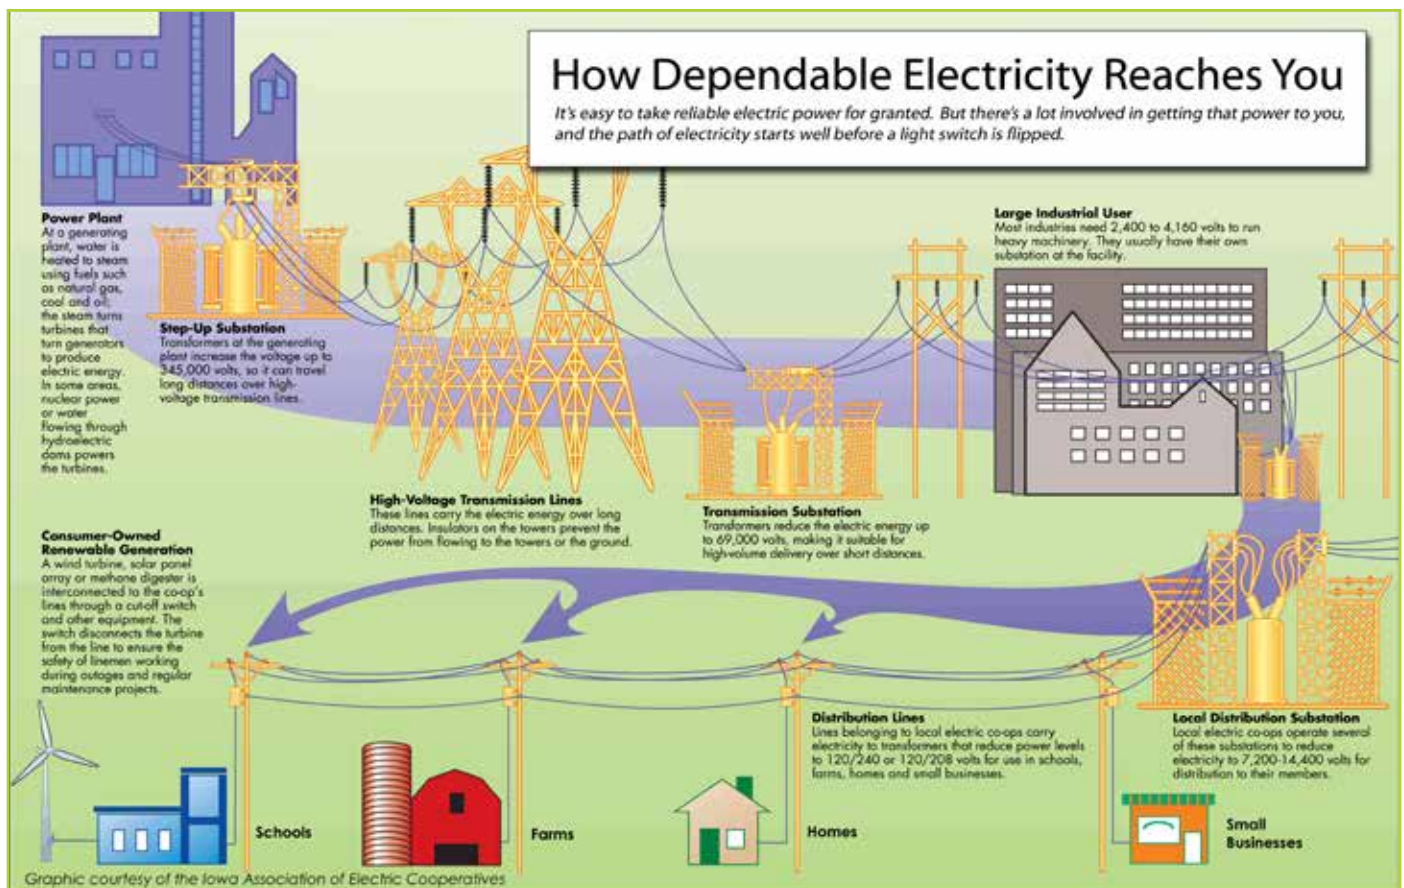 How Dependable Electricity Reaches You
It's easy to take reliable electric power for granted. But there's a lot involved in getting that power to you,
and the path of electricity starts well before a light switch is flipped.
Power Plant
At a generating
plant, water is
heated to steam
using fuels such
as natural gas,
coal and oil;
the steam turns
turbines that
turn generators
to produce
electric energy.
In some areas,
nuclear power
or water
flowing through
hydroelectric
dams powers
the turbines.
Step-Up Substation
Transformers at the generating
plant increase the voltage up to
345,000 volts, so it can travel
long distances over high-
voltage transmission lines.
High-Voltage Transmission Lines
These lines carry the electric energy over long
distances. Insulators on the towers prevent the
power from flowing to the towers or the ground.
Transmission Substation
Transformers reduce the electric energy up
to 69,000 volts, making it suitable for
high-volume delivery over short distances.
Large Industrial User
Most industries need 2,400 to 4,160 volts to run
heavy machinery. They usually have their own
substation at the facility.
Consumer-Owned
Renewable Generation
A wind turbine, solar panel
array or methane digester is
interconnected to the co-op's
lines through a cut-off switch
and other equipment. The
switch disconnects the turbine
from the line to ensure the
safety of linemen working
during outages and regular
maintenance projects.
Distribution Lines
Lines belonging to local electric co-ops carry
electricity to transformers that reduce power levels
to 120/240 or 120/208 volts for use in schools,
farms, homes and small businesses.
Local Distribution Substation
Local electric co-ops operate several
of these substations to reduce
electricity to 7,200-14,400 volts for
distribution to their members.
Schools
Farms
Homes
Small
Businesses
Graphic courtesy of the Iowa Association of Electric Cooperatives